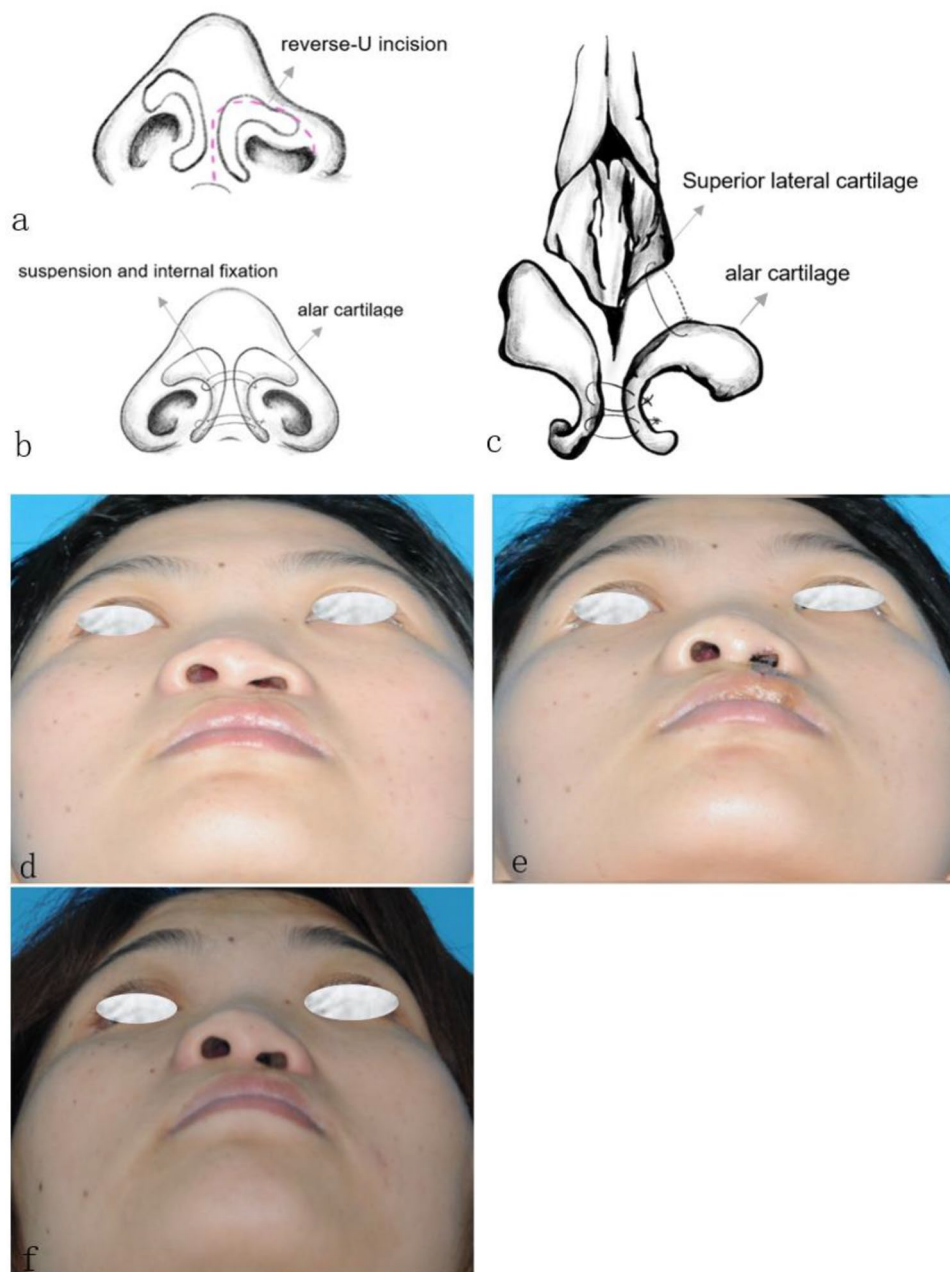 reverse-U incision
a
Superior lateral cartilage
suspension and internal fixation
alar cartilage
alar cartilage
b
c
d
e
f